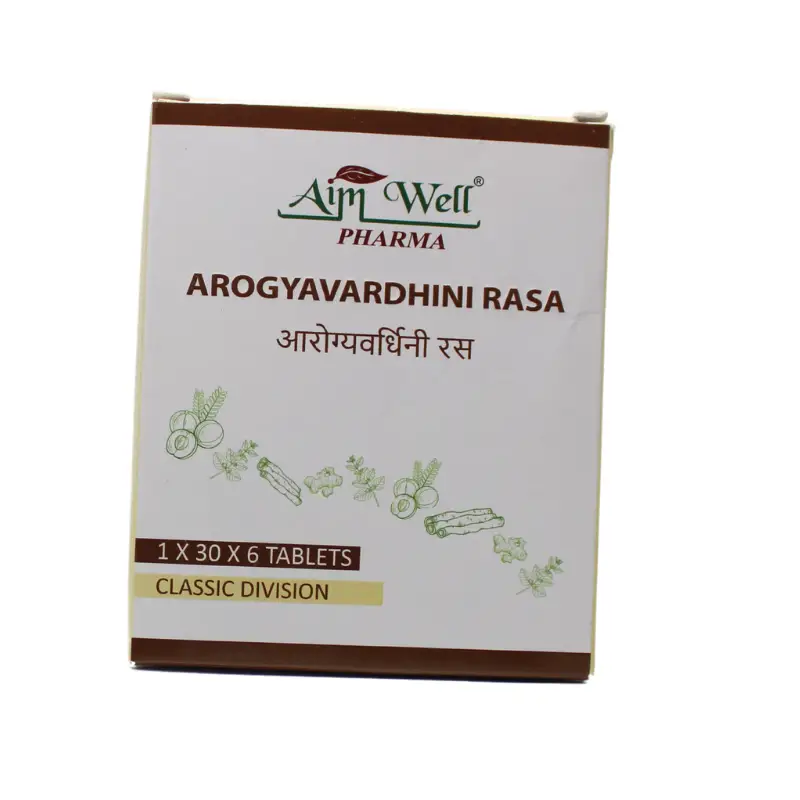 Aim Well®
PHARMA
AROGYAVARDHINI RASA
आरोग्यवर्धिनी रस
1 X 30 X 6 TABLETS
CLASSIC DIVISION